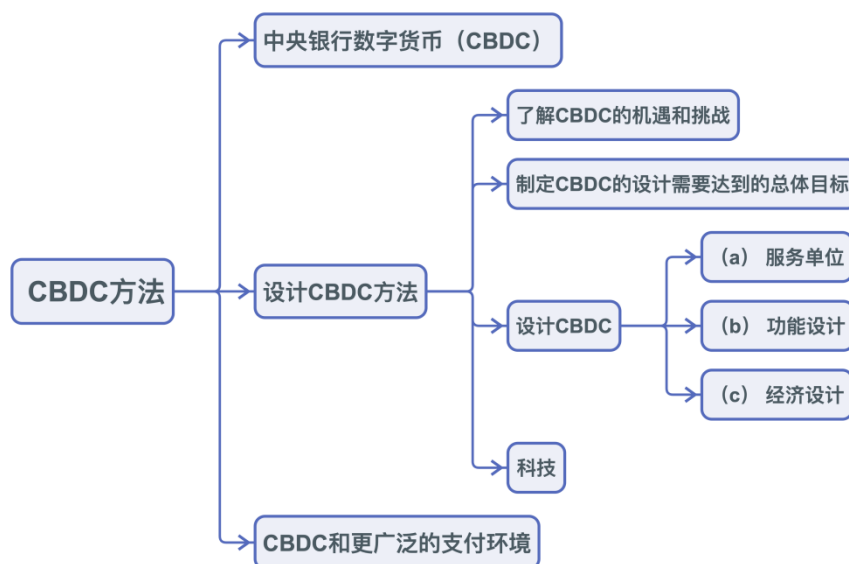 中央银行数字货币（CBDC）
了解CBDC的机遇和挑战
制定CBDC的设计需要达到的总体目标
CBDC方法
设计CBDC方法
设计CBDC
（a） 服务单位
（b） 功能设计
（c） 经济设计
科技
CBDC和更广泛的支付环境